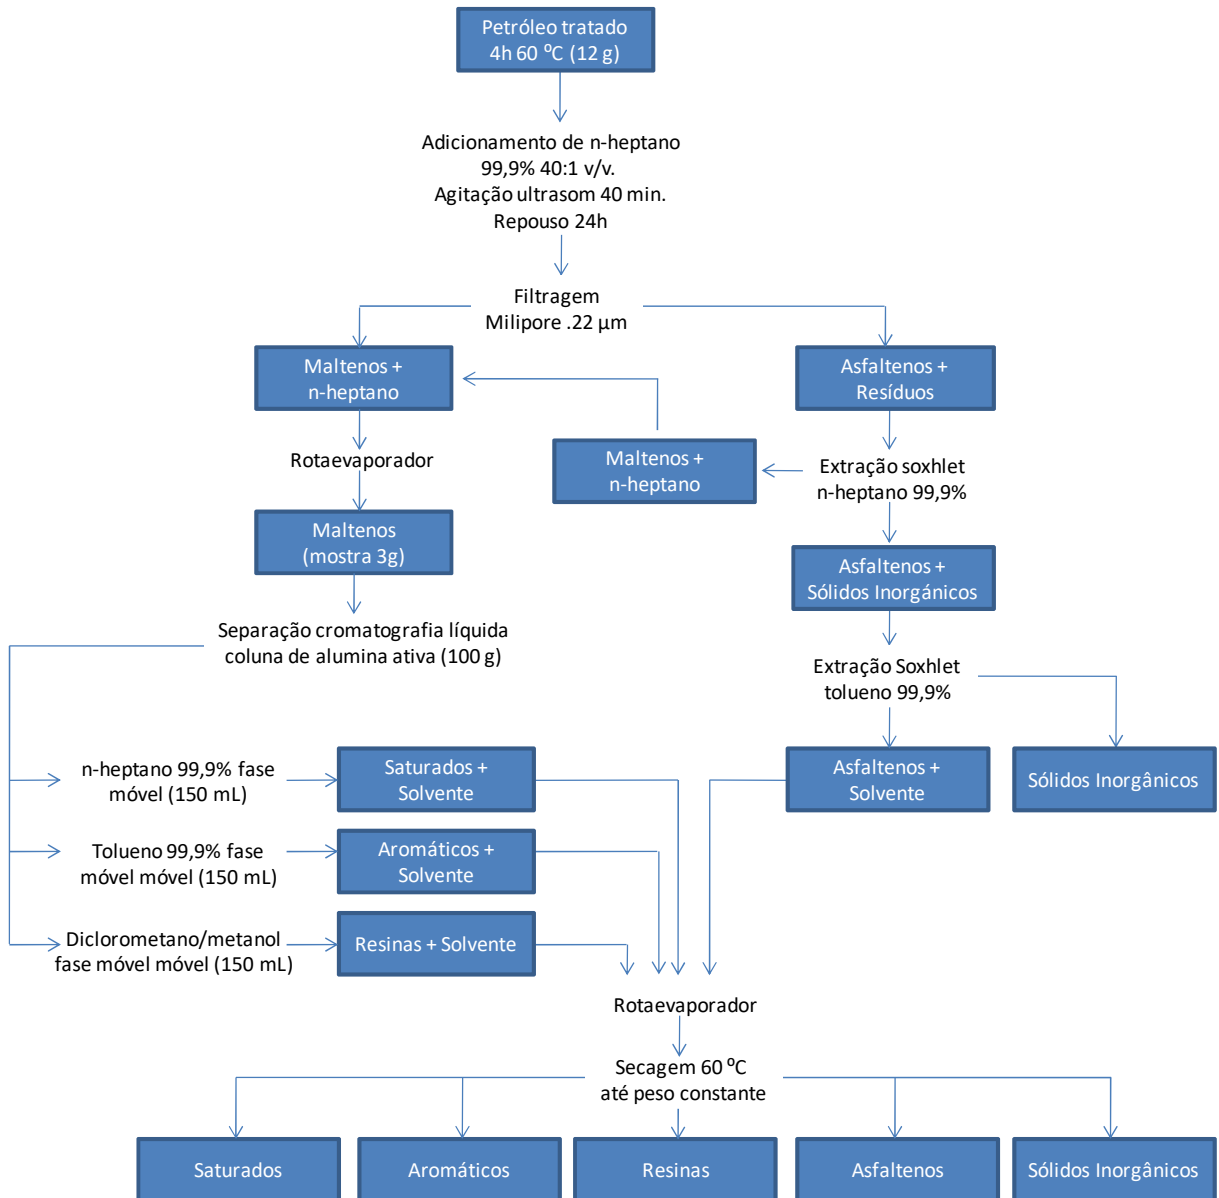 Petróleo tratado
4h 60 ⁰C (12 g)
Adicionamento de n-heptano
99,9% 40:1 v/v.
Agitação ultrasom 40 min.
Repouso 24h
Filtragem
Milipore .22 µm
Maltenos +
n-heptano
Asfaltenos +
Resíduos
Rotaevaporador
Maltenos +
n-heptano
Extração soxhlet
n-heptano 99,9%
Maltenos
(mostra 3g)
Asfaltenos +
Sólidos Inorgánicos
Separação cromatografia líquida
coluna de alumina ativa (100 g)
Extração Soxhlet
tolueno 99,9%
n-heptano 99,9% fase
móvel (150 mL)
Saturados +
Solvente
Asfaltenos +
Solvente
Sólidos Inorgânicos
Tolueno 99,9% fase
móvel móvel (150 mL)
Aromáticos +
Solvente
Diclorometano/metanol
fase móvel móvel (150 mL)
Resinas + Solvente
Rotaevaporador
Secagem 60 ⁰C
até peso constante
Saturados
Aromáticos
Resinas
Asfaltenos
Sólidos Inorgânicos